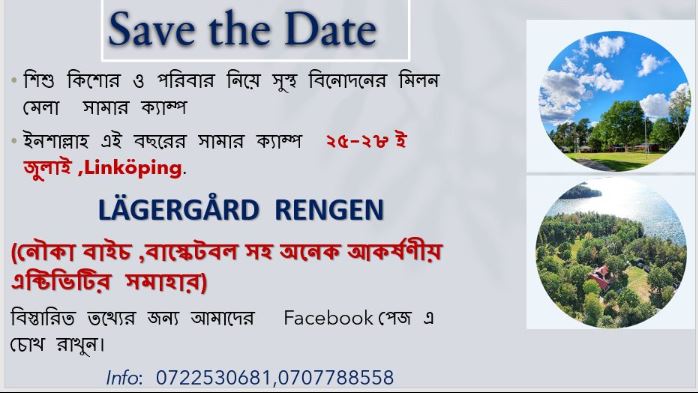 Save the Date
• শিশু কিশোর ও পরিবার নিয়ে সুস্থ বিনোদনের মিলন
মেলা সামার ক্যাম্প
• ইনশাল্লাহ এই বছরের সামার ক্যাম্প ২৫-২৮ ই
জুলাই ,Linköping.
LÄGERGÅRD RENGEN
(নৌকা বাইচ ,বাস্কেটবল সহ অনেক আকর্ষণীয়
এক্টিভিটির সমাহার)
বিস্তারিত তথ্যের জন্য আমাদের Facebook পেজ এ
চোখ রাখুন।
Info: 0722530681,0707788558